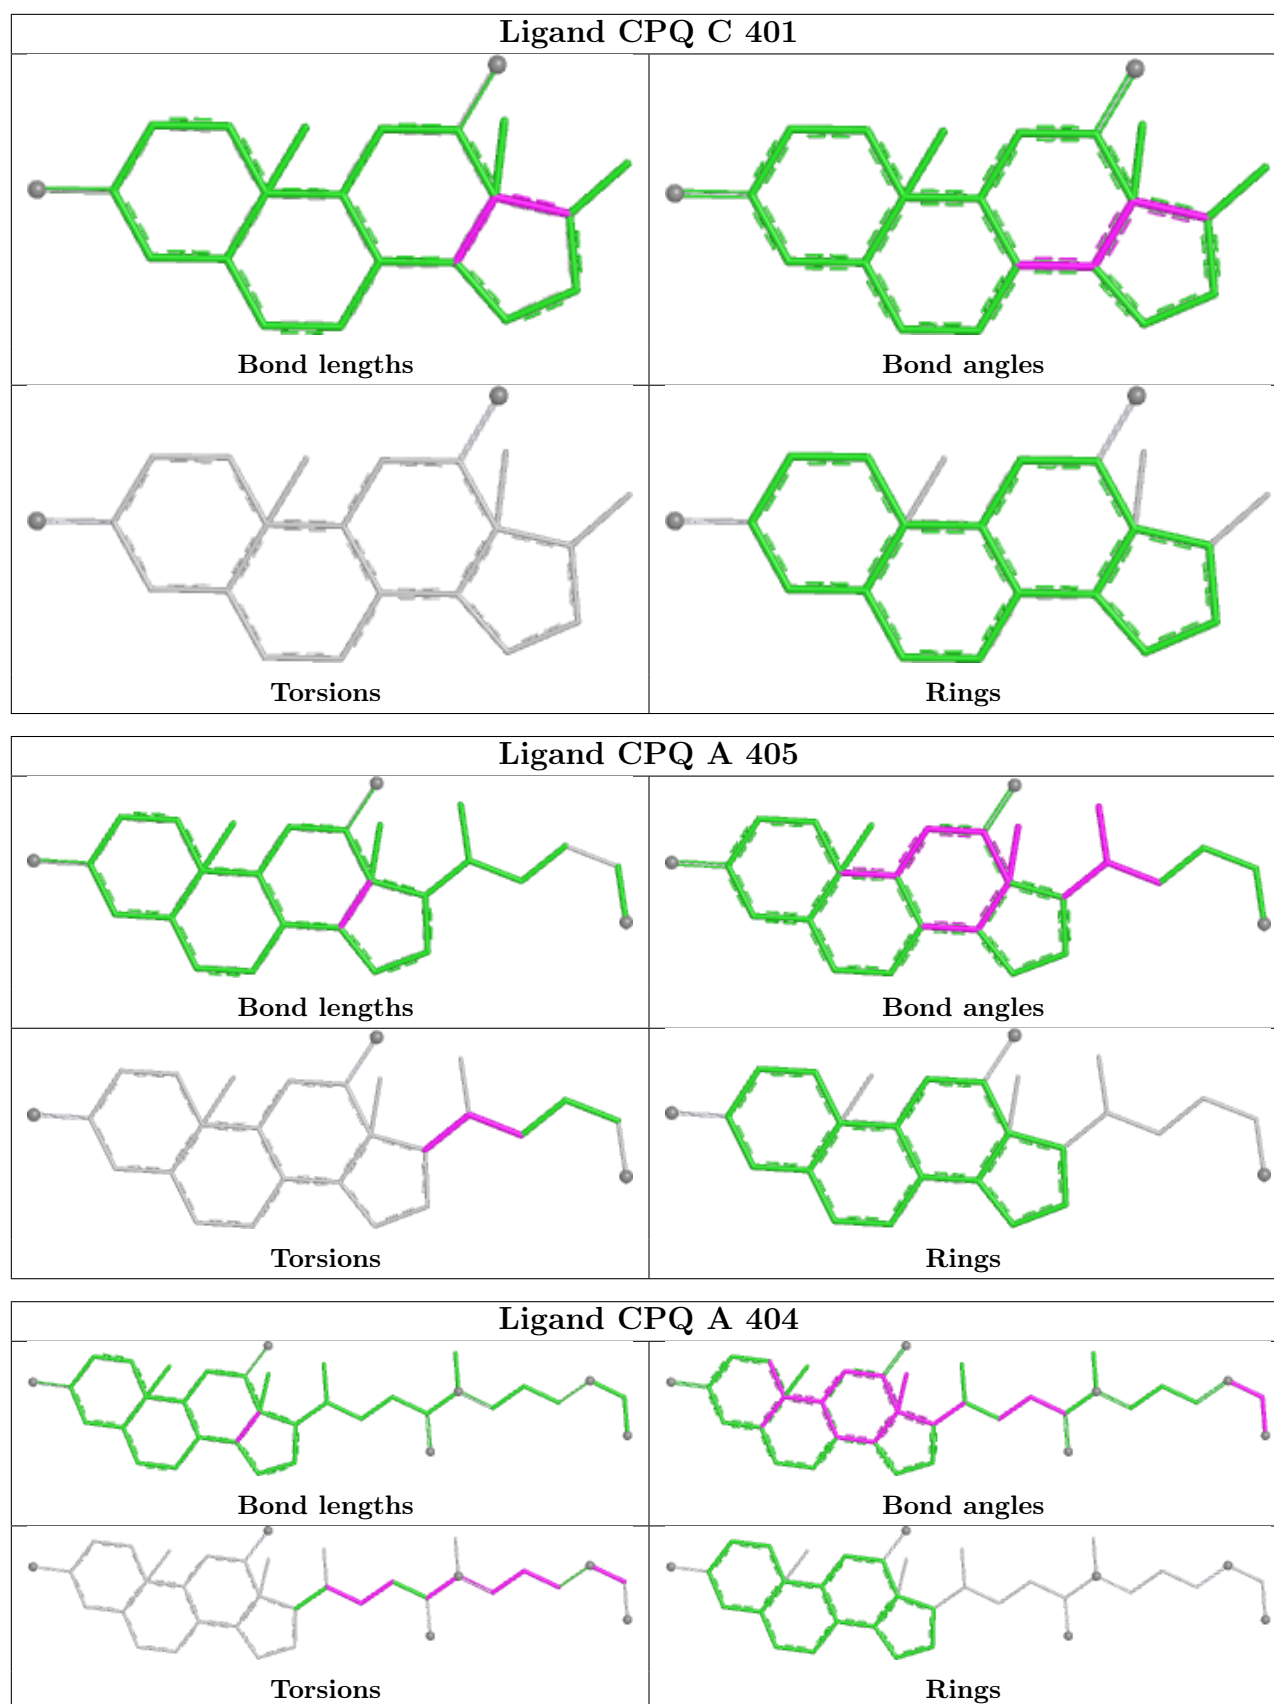 Ligand CPQ C 401
Bond lengths
Bond angles
Torsions
Rings
Ligand CPQ A 405
Bond lengths
Bond angles
Torsions
Rings
Ligand CPQ A 404
Bond lengths
Bond angles
Torsions
Rings